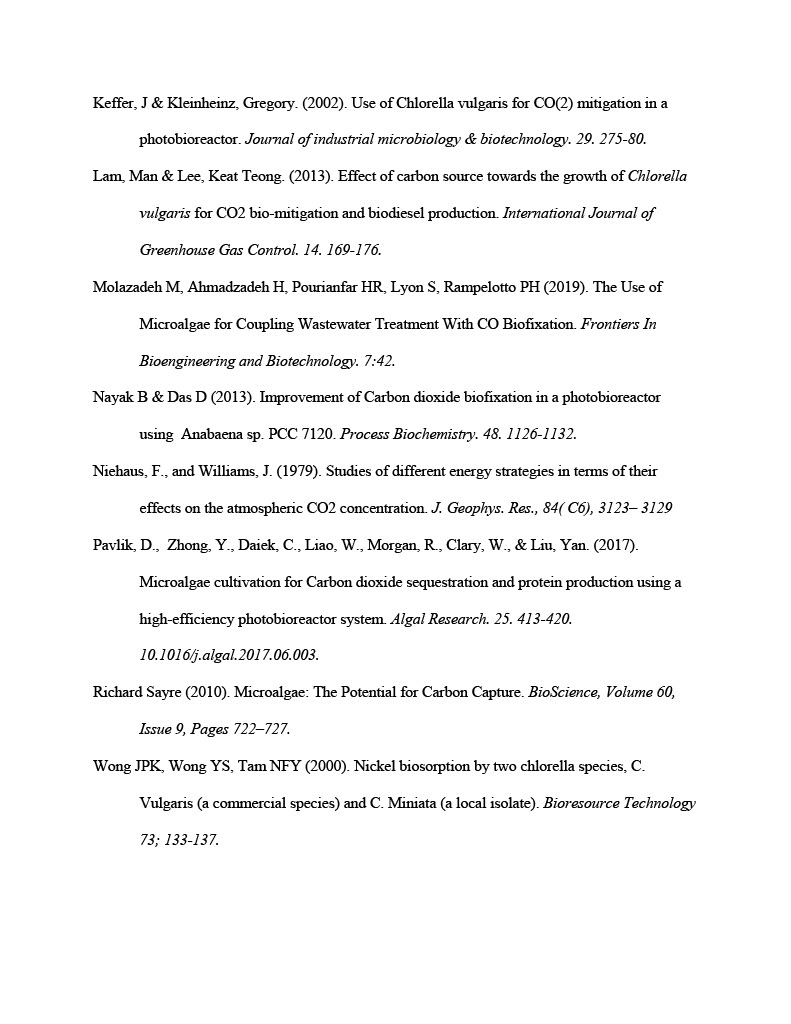 Keffer, J & Kleinheinz, Gregory. (2002). Use of Chlorella vulgaris for CO(2) mitigation in a
photobioreactor. Journal of industrial microbiology & biotechnology. 29. 275-80.
Lam, Man & Lee, Keat Teong. (2013). Effect of carbon source towards the growth of Chlorella
vulgaris for CO2 bio-mitigation and biodiesel production. International Journal of
Greenhouse Gas Control. 14. 169-176.
Molazadeh M, Ahmadzadeh H, Pourianfar HR, Lyon S, Rampelotto PH (2019). The Use of
Microalgae for Coupling Wastewater Treatment With CO Biofixation. Frontiers In
Bioengineering and Biotechnology. 7:42.
Nayak B & Das D (2013). Improvement of Carbon dioxide biofixation in a photobioreactor
using  Anabaena sp. PCC 7120. Process Biochemistry. 48. 1126-1132.
Niehaus, F., and Williams, J. (1979). Studies of different energy strategies in terms of their
effects on the atmospheric CO2 concentration. J. Geophys. Res., 84( C6), 3123– 3129
Pavlik, D.,  Zhong, Y., Daiek, C., Liao, W., Morgan, R., Clary, W., & Liu, Yan. (2017).
Microalgae cultivation for Carbon dioxide sequestration and protein production using a
high-efficiency photobioreactor system. Algal Research. 25. 413-420.
10.1016/j.algal.2017.06.003.
Richard Sayre (2010). Microalgae: The Potential for Carbon Capture. BioScience, Volume 60,
Issue 9, Pages 722–727.
Wong JPK, Wong YS, Tam NFY (2000). Nickel biosorption by two chlorella species, C.
Vulgaris (a commercial species) and C. Miniata (a local isolate). Bioresource Technology
73; 133-137.